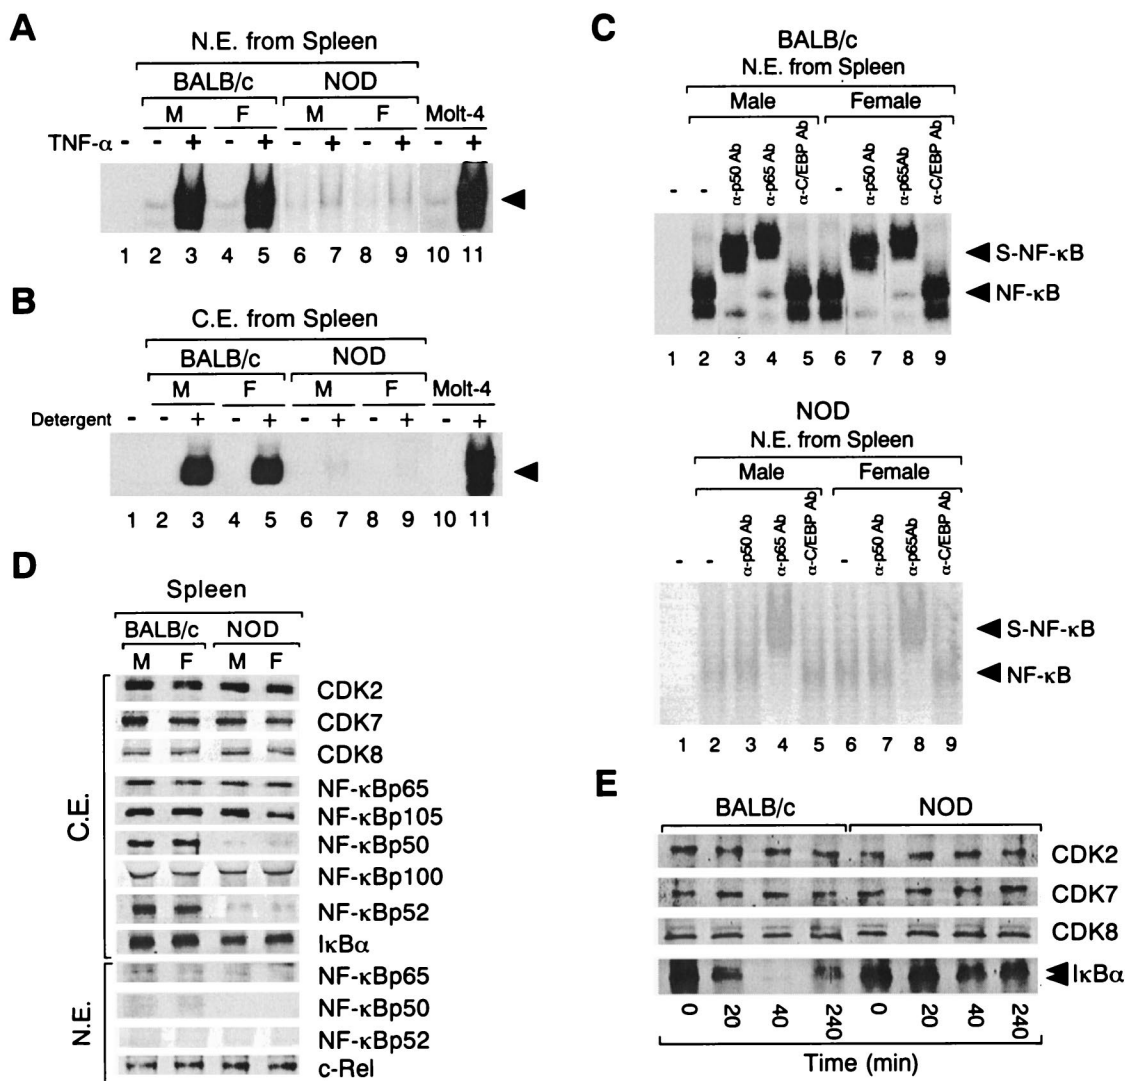 A
N.E. from Spleen
BALB/c NOD
M F M F Molt-4
TNF-α - - + - + - + - + - +
1 2 3 4 5 6 7 8 9 10 11
B
C.E. from Spleen
BALB/c NOD
M F M F Molt-4
Detergent - - + - + - + - + - +
1 2 3 4 5 6 7 8 9 10 11
C
BALB/c
N.E. from Spleen
Male Female
- - α-p50 Ab α-p65 Ab α-C/EBP Ab - α-p50 Ab α-p65Ab α-C/EBP Ab
S-NF-κB
NF-κB
1 2 3 4 5 6 7 8 9
NOD
N.E. from Spleen
Male Female
- - α-p50 Ab α-p65 Ab α-C/EBP Ab - α-p50 Ab α-p65Ab α-C/EBP Ab
S-NF-κB
NF-κB
1 2 3 4 5 6 7 8 9
D
Spleen
BALB/c NOD
M F M F
C.E.
CDK2
CDK7
CDK8
NF-κBp65
NF-κBp105
NF-κBp50
NF-κBp100
NF-κBp52
IκBα
N.E.
NF-κBp65
NF-κBp50
NF-κBp52
c-Rel
E
BALB/c NOD
CDK2
CDK7
CDK8
IκBα
0 20 40 240 0 20 40 240
Time (min)